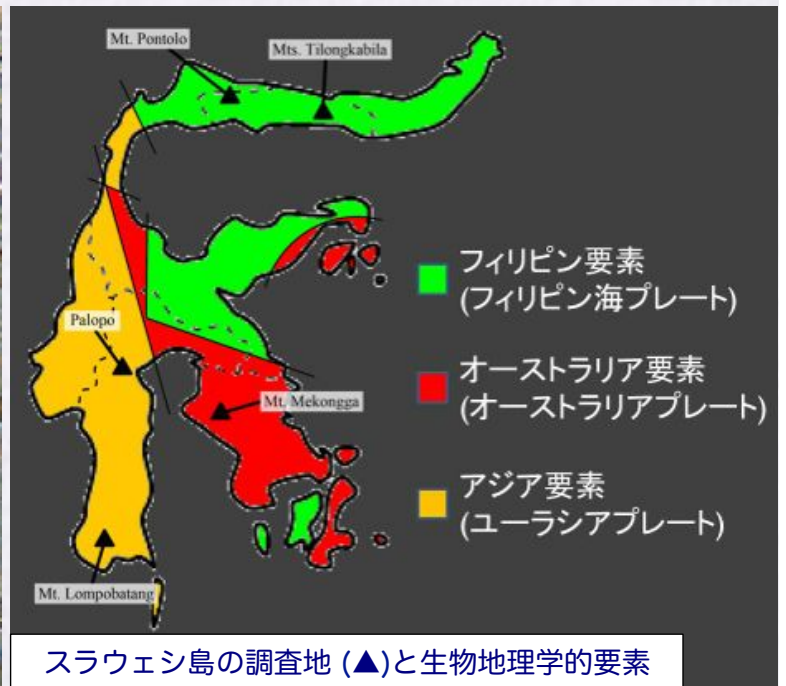 Mt. Pontolo
Mts. Tilongkabila
フィリピン要素
(フィリピン海プレート)
Palopo
オーストラリア要素
(オーストラリアプレート)
Mt. Mekongga
アジア要素
(ユーラシアプレート)
Mt. Lompobatang
スラウェシ島の調査地 (▲)と生物地理学的要素